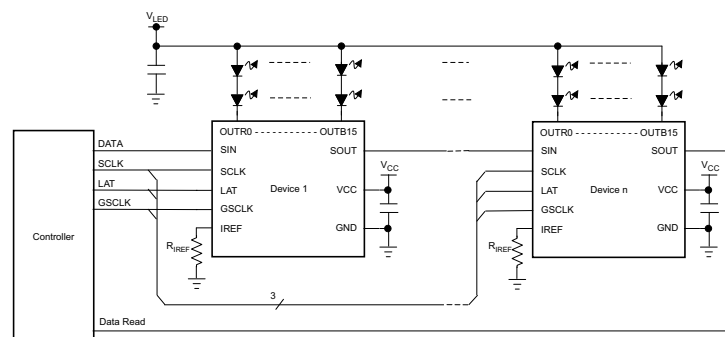 VLED
OUTR0 OUTB15
OUTR0 OUTB15
DATA
SIN SOUT
SIN SOUT
SCLK
SCLK VCC
SCLK VCC
LAT
LAT Device 1 VCC
LAT Device n VCC
GSCLK
GSCLK
GSCLK
Controller
IREF GND
IREF GND
RIREF
RIREF
3
Data Read